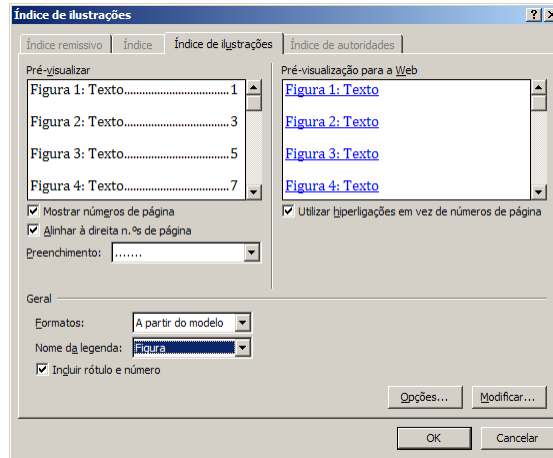 Índice de ilustrações
Índice remissivo Índice Índice de ilustrações Índice de autoridades
Pré-visualizar
Figura 1: Texto....................................1
Figura 2: Texto....................................3
Figura 3: Texto....................................5
Figura 4: Texto....................................7
Mostrar números de página
Alinhar à direita n.ºs de página
Preenchimento: .......
Pré-visualização para a Web
Figura 1: Texto
Figura 2: Texto
Figura 3: Texto
Figura 4: Texto
Utilizar hiperligações em vez de números de página
Geral
Formatos: A partir do modelo
Nome da legenda: Figura
Incluir rótulo e número
Opções... Modificar...
OK Cancelar